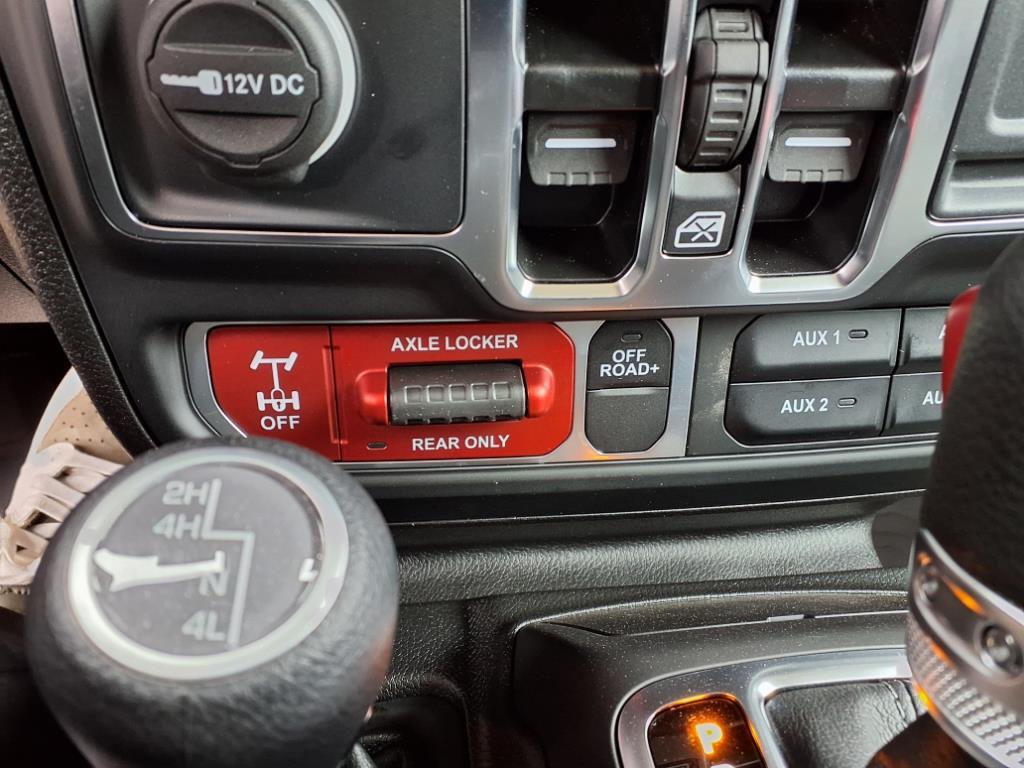 12V DC
AXLE LOCKER
OFF
REAR ONLY
OFF
ROAD+
AUX 1
AUX 2
2H
4H
N
4L
P